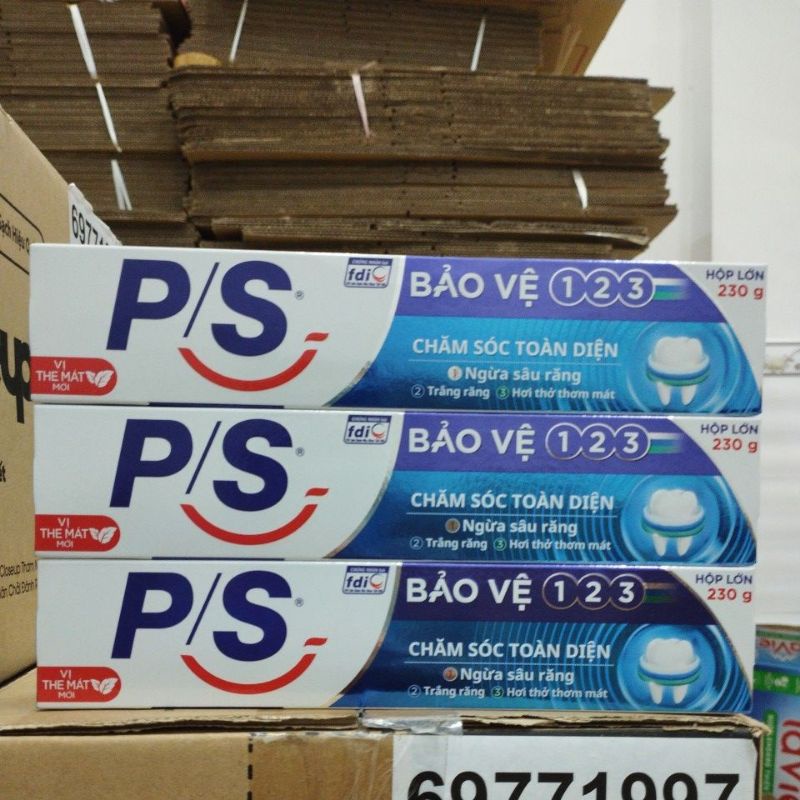 69771
P/S®
CHỨNG NHẬN BỞI
fdi
BẢO VỆ 1 2 3
HỘP LỚN
230 g
CHĂM SÓC TOÀN DIỆN
1 Ngừa sâu răng
2 Trắng răng 3 Hơi thở thơm mát
VỊ
THE MÁT
MỚI
P/S®
fdi
BẢO VỆ 1 2 3
HỘP LỚN
230 g
CHĂM SÓC TOÀN DIỆN
1 Ngừa sâu răng
2 Trắng răng 3 Hơi thở thơm mát
VỊ
THE MÁT
MỚI
P/S®
fdi
BẢO VỆ 1 2 3
HỘP LỚN
230 g
CHĂM SÓC TOÀN DIỆN
1 Ngừa sâu răng
2 Trắng răng 3 Hơi thở thơm mát
VỊ
THE MÁT
MỚI
69771997